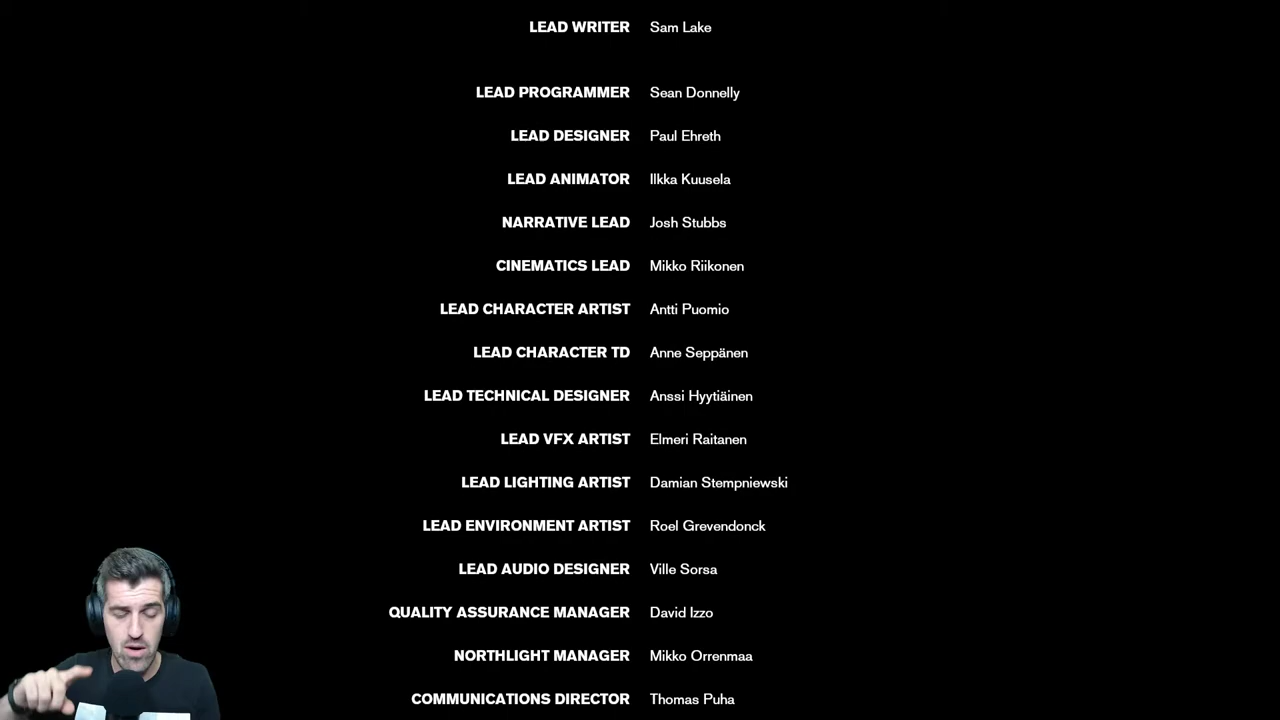 LEAD WRITER Sam Lake
LEAD PROGRAMMER Sean Donnelly
LEAD DESIGNER Paul Ehreth
LEAD ANIMATOR Ilkka Kuusela
NARRATIVE LEAD Josh Stubbs
CINEMATICS LEAD Mikko Riikonen
LEAD CHARACTER ARTIST Antti Puomio
LEAD CHARACTER TD Anne Seppänen
LEAD TECHNICAL DESIGNER Anssi Hyytiäinen
LEAD VFX ARTIST Elmeri Raitanen
LEAD LIGHTING ARTIST Damian Stempniewski
LEAD ENVIRONMENT ARTIST Roel Grevendonck
LEAD AUDIO DESIGNER Ville Sorsa
QUALITY ASSURANCE MANAGER David Izzo
NORTHLIGHT MANAGER Mikko Orrenmaa
COMMUNICATIONS DIRECTOR Thomas Puha